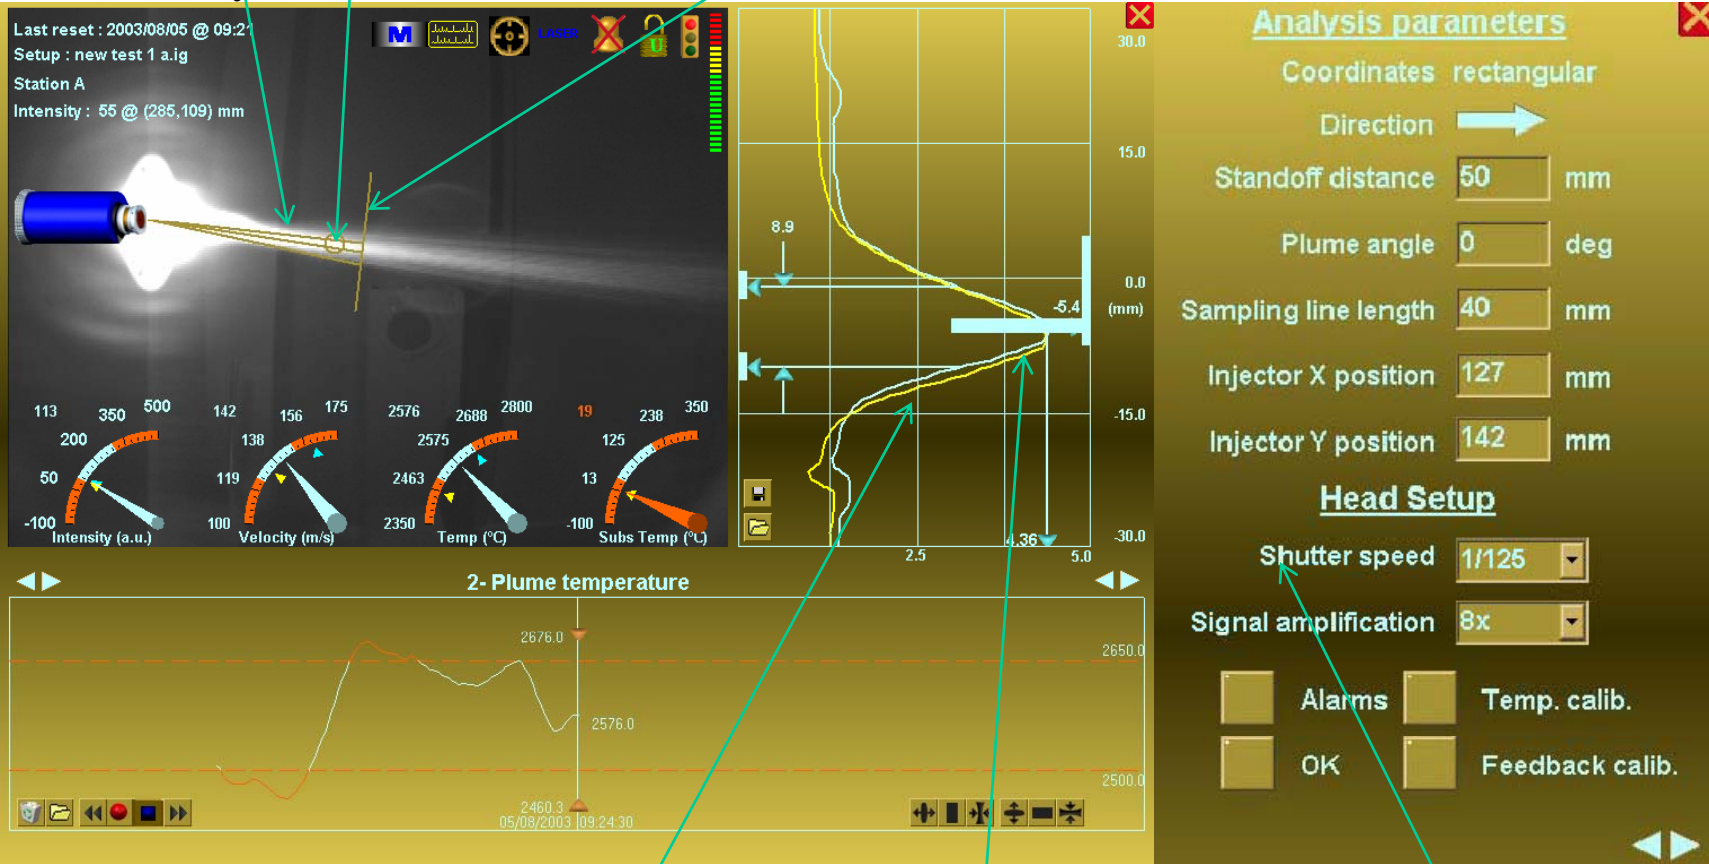 Last reset : 2003/08/05 @ 09:21
Setup : new test 1 a.ig
Station A
Intensity : 55 @ (285,109) mm
M
LASER
U
113
350
500
200
50
-100
Intensity (a.u.)
142
156
175
138
119
100
Velocity (m/s)
2576
2688
2800
2575
2463
2350
Temp (°C)
19
238
350
125
13
-100
Subs Temp (°C)
30.0
15.0
8.9
0.0
(mm)
-5.4
-15.0
-30.0
4.36
2.5
5.0
2- Plume temperature
2676.0
2650.0
2576.0
2500.0
2460.3
05/08/2003 09:24:30
Analysis parameters
Coordinates rectangular
Direction
Standoff distance 50 mm
Plume angle 0 deg
Sampling line length 40 mm
Injector X position 127 mm
Injector Y position 142 mm
Head Setup
Shutter speed 1/125
Signal amplification 8x
Alarms
Temp. calib.
OK
Feedback calib.